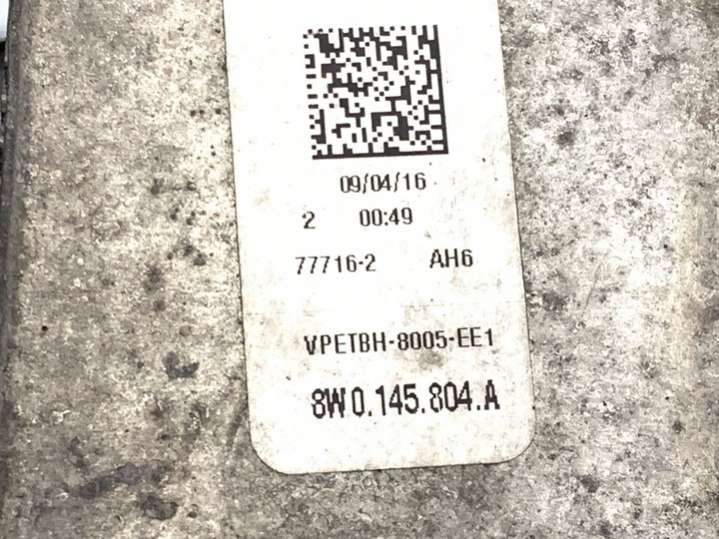 09/04/16
2 00:49
77716-2 AH6
VPETBH-8005-EE1
8W0.145.804.A